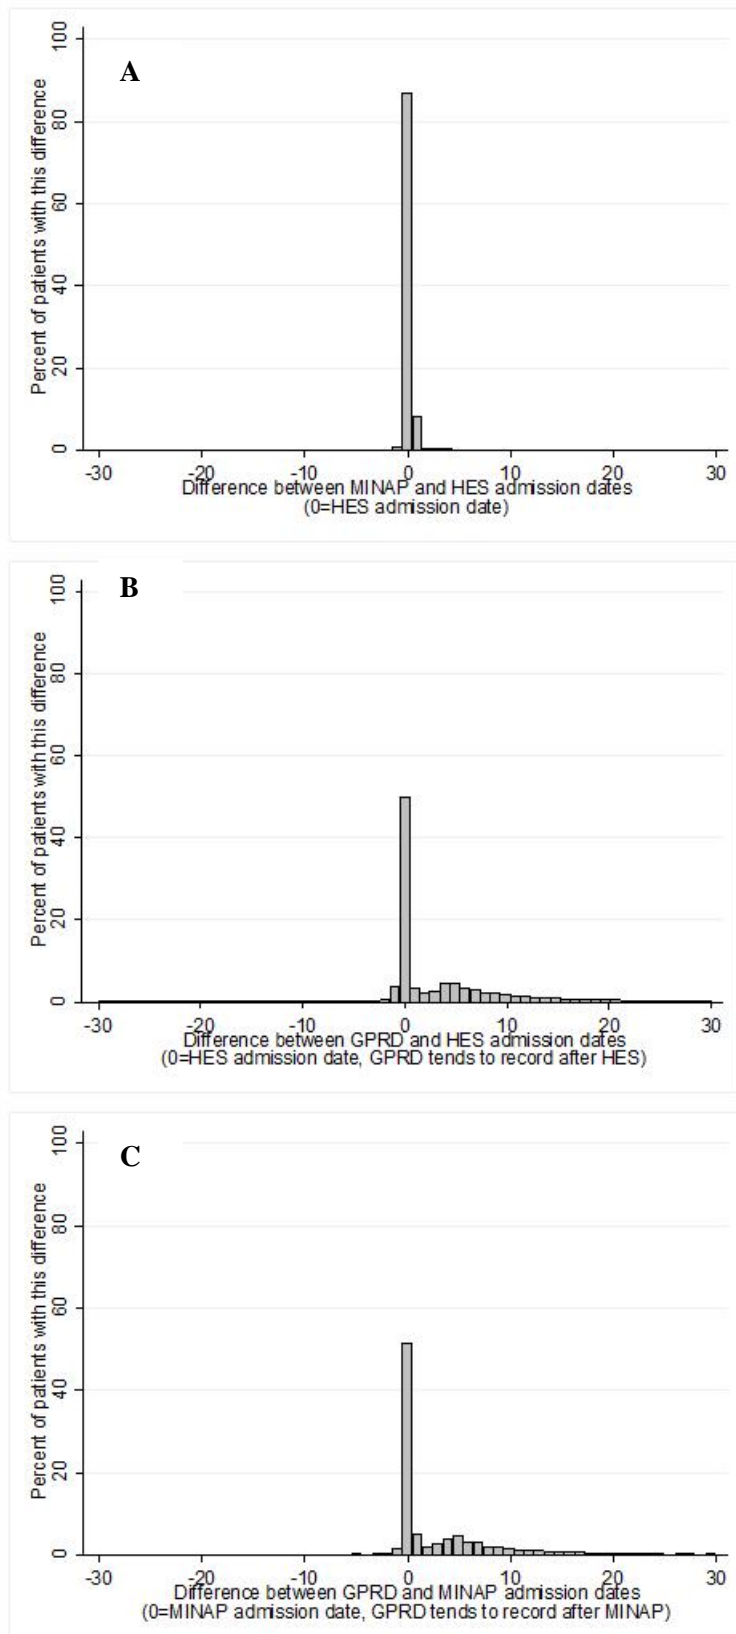 A
Percent of patients with this difference
100
80
60
40
20
0
-30 -20 -10 0 10 20 30
Difference between MINAP and HES admission dates
(0=HES admission date)
B
Percent of patients with this difference
100
80
60
40
20
0
-30 -20 -10 0 10 20 30
Difference between GPRD and HES admission dates
(0=HES admission date, GPRD tends to record after HES)
C
Percent of patients with this difference
100
80
60
40
20
0
-30 -20 -10 0 10 20 30
Difference between GPRD and MINAP admission dates
(0=MINAP admission date, GPRD tends to record after MINAP)